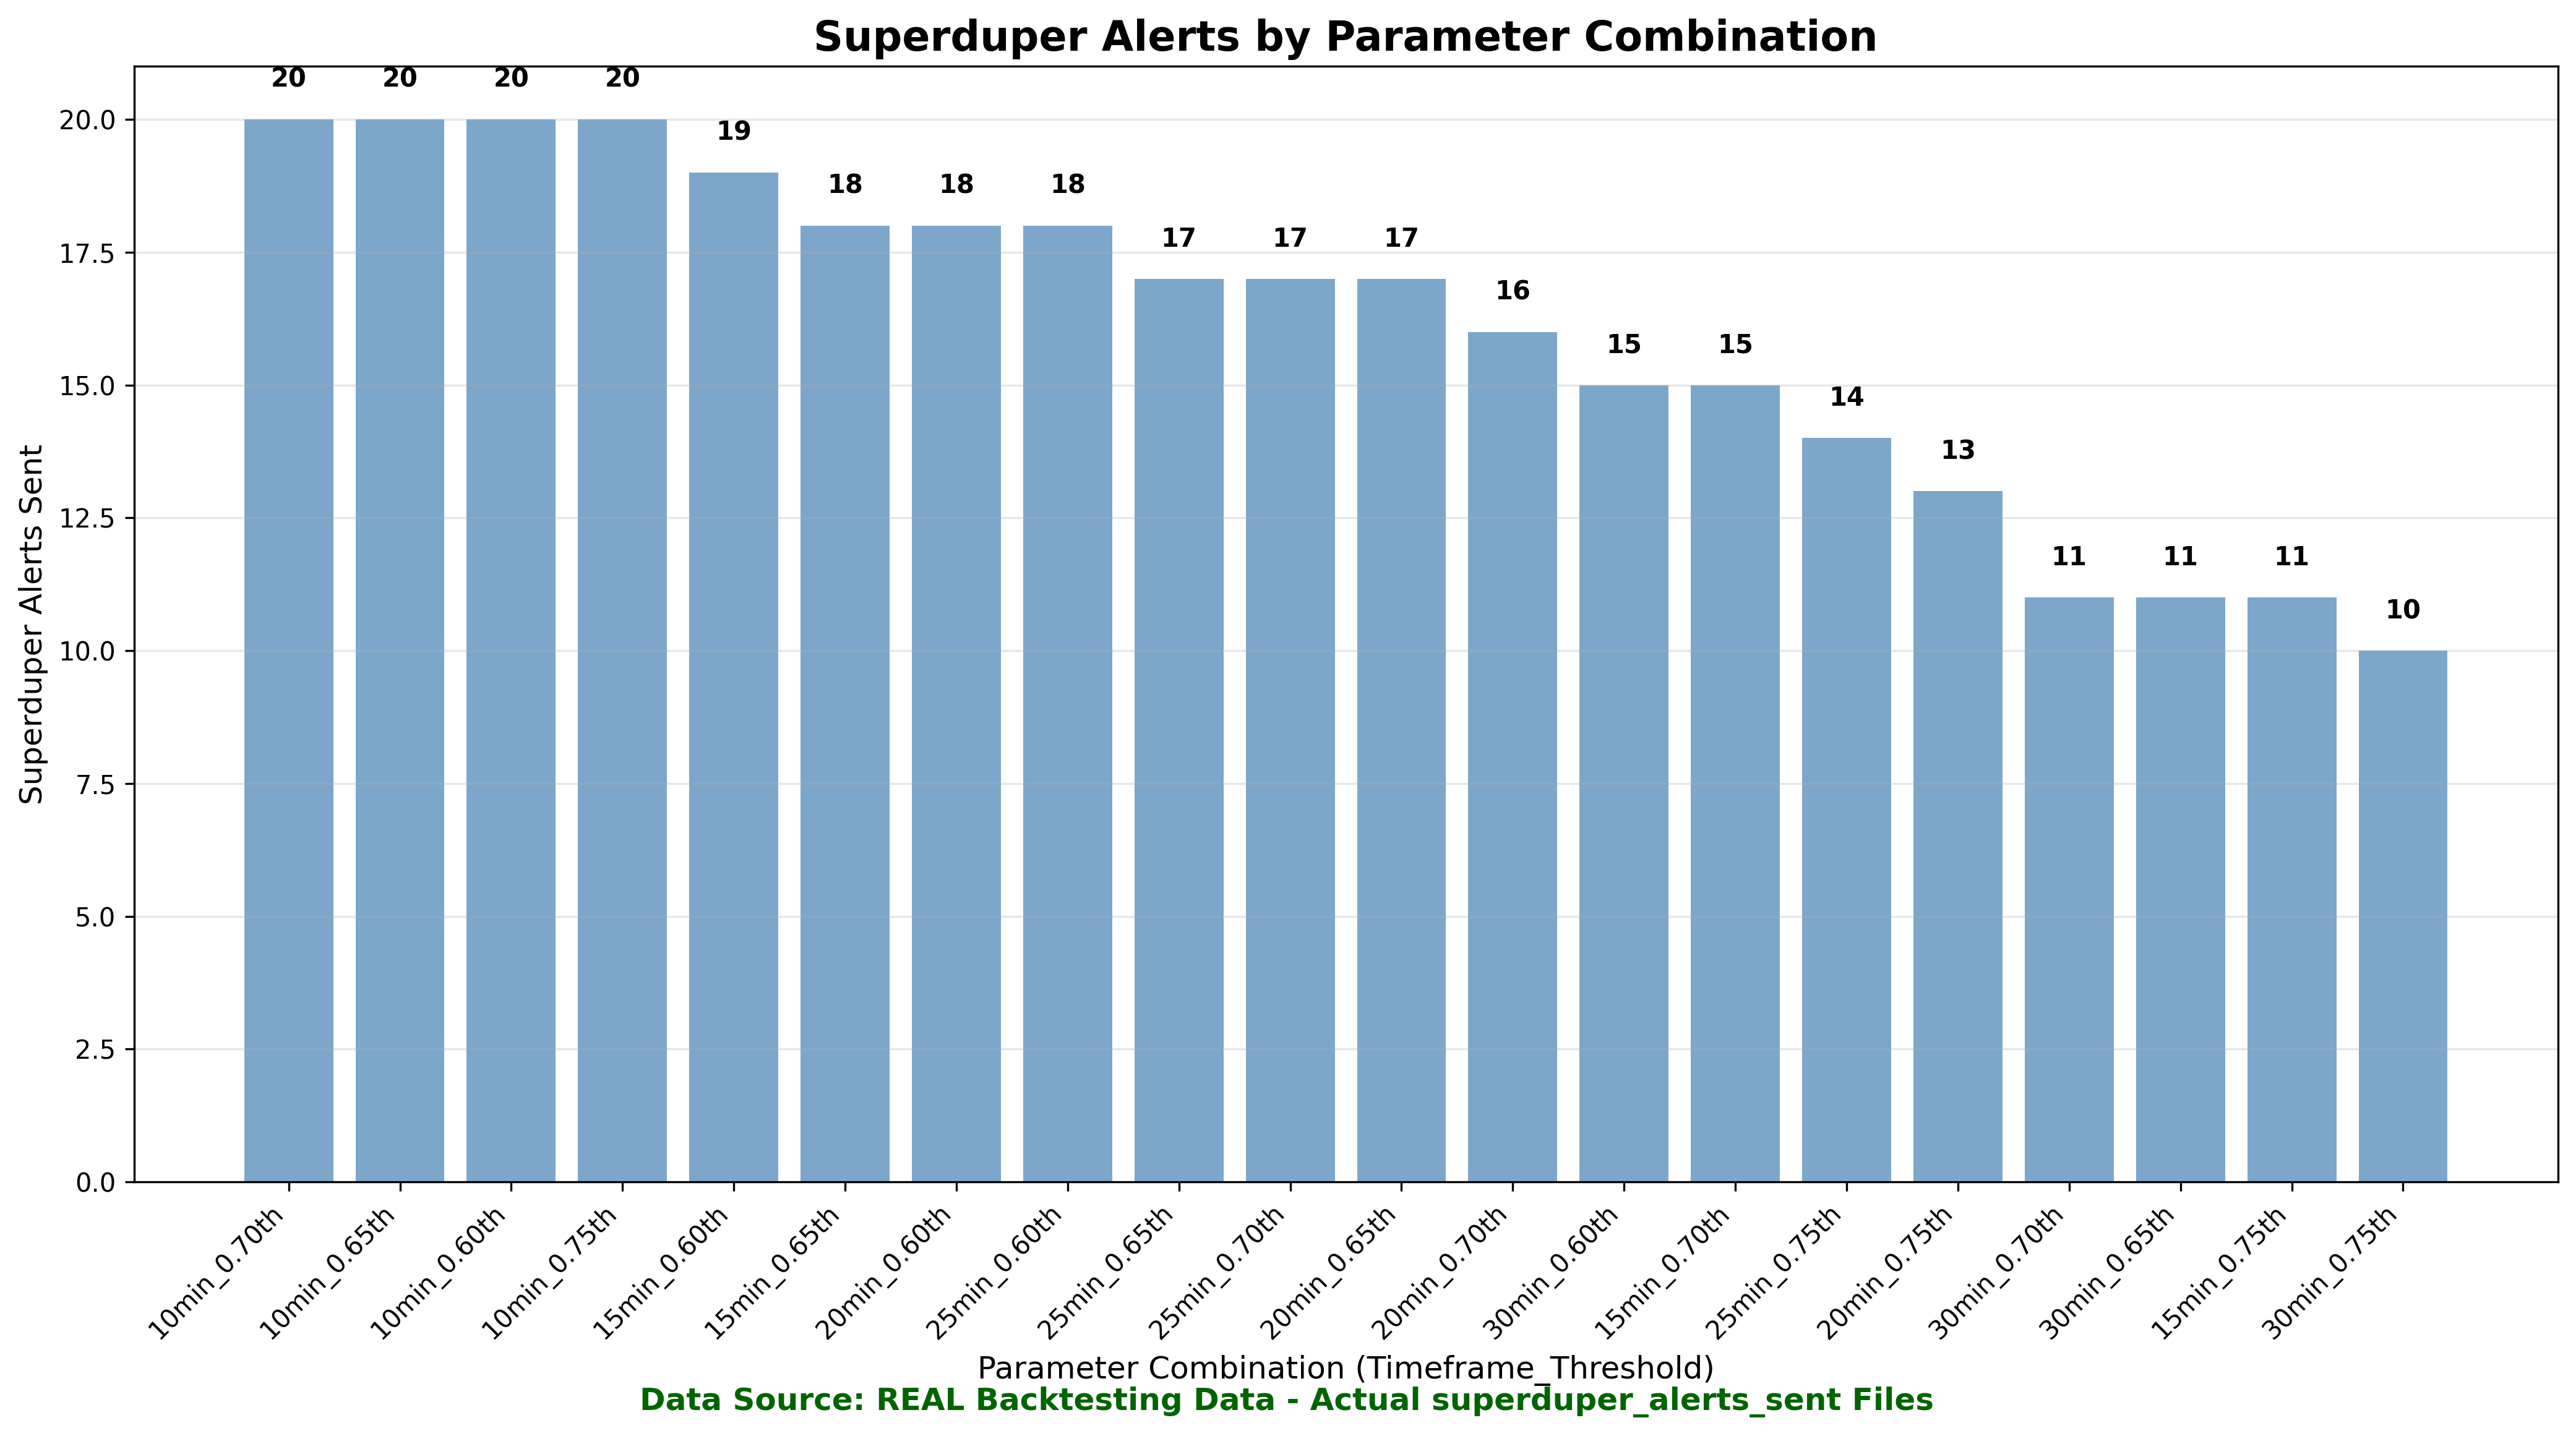 Superduper Alerts by Parameter Combination
20 20 20 20
19
18 18 18
17 17 17
16
15 15
14
13
11 11 11
10
Superduper Alerts Sent
20.0
17.5
15.0
12.5
10.0
7.5
5.0
2.5
0.0
10min_0.70th
10min_0.65th
10min_0.60th
10min_0.75th
15min_0.60th
15min_0.65th
20min_0.60th
25min_0.60th
25min_0.65th
25min_0.70th
20min_0.65th
20min_0.70th
30min_0.60th
15min_0.70th
25min_0.75th
20min_0.75th
30min_0.70th
30min_0.65th
15min_0.75th
30min_0.75th
Parameter Combination (Timeframe_Threshold)
Data Source: REAL Backtesting Data - Actual superduper_alerts_sent Files